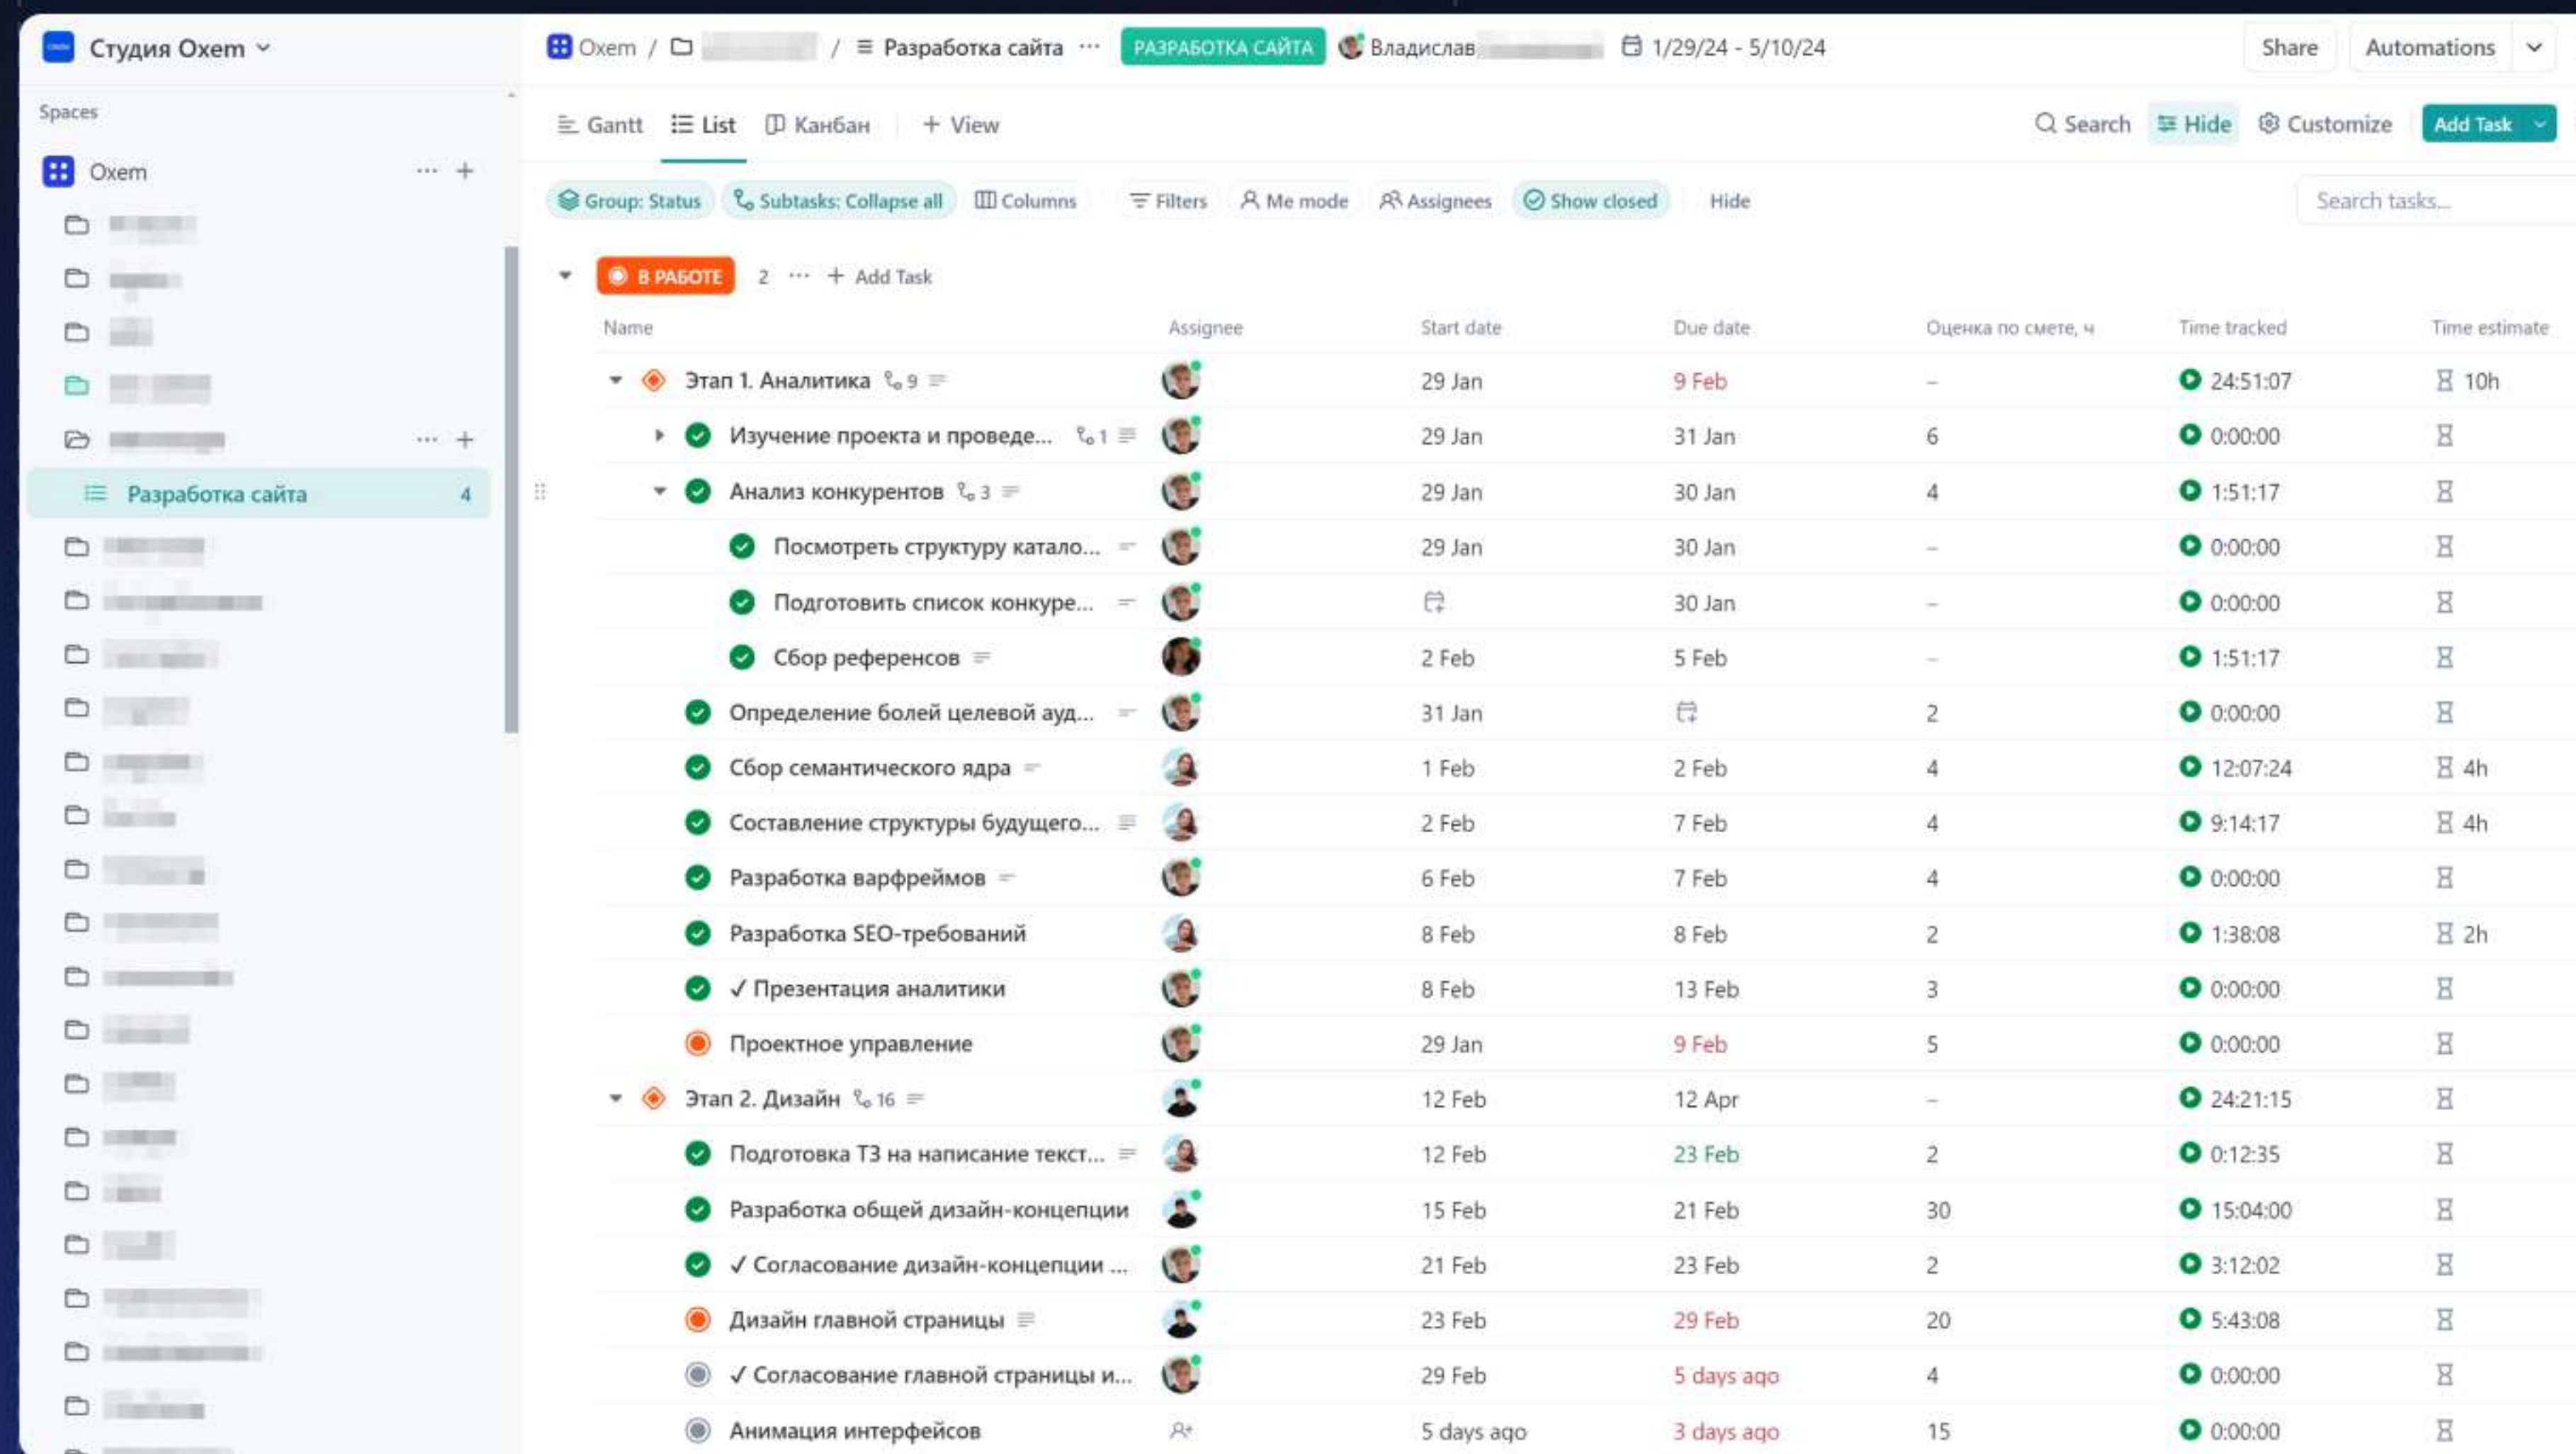 Студия Oxem
Oxem / / Разработка сайта ··· РАЗРАБОТКА САЙТА Владислав 1/29/24 - 5/10/24 Share Automations
Spaces
Gantt List Канбан + View Search Hide Customize Add Task
Oxem ··· +
Group: Status Subtasks: Collapse all Columns Filters Me mode Assignees Show closed Hide Search tasks...
В РАБОТЕ 2 ··· + Add Task
Name Assignee Start date Due date Оценка по смете, ч Time tracked Time estimate
Этап 1. Аналитика 9 29 Jan 9 Feb – 24:51:07 10h
Изучение проекта и проведе... 1 29 Jan 31 Jan 6 0:00:00
··· +
Разработка сайта 4
Анализ конкурентов 3 29 Jan 30 Jan 4 1:51:17
Посмотреть структуру катало... 29 Jan 30 Jan – 0:00:00
Подготовить список конкуре... 30 Jan – 0:00:00
Сбор референсов 2 Feb 5 Feb – 1:51:17
Определение болей целевой ауд... 31 Jan 2 0:00:00
Сбор семантического ядра 1 Feb 2 Feb 4 12:07:24 4h
Составление структуры будущего... 2 Feb 7 Feb 4 9:14:17 4h
Разработка варфреймов 6 Feb 7 Feb 4 0:00:00
Разработка SEO-требований 8 Feb 8 Feb 2 1:38:08 2h
✓ Презентация аналитики 8 Feb 13 Feb 3 0:00:00
Проектное управление 29 Jan 9 Feb 5 0:00:00
Этап 2. Дизайн 16 12 Feb 12 Apr – 24:21:15
Подготовка ТЗ на написание текст... 12 Feb 23 Feb 2 0:12:35
Разработка общей дизайн-концепции 15 Feb 21 Feb 30 15:04:00
✓ Согласование дизайн-концепции ... 21 Feb 23 Feb 2 3:12:02
Дизайн главной страницы 23 Feb 29 Feb 20 5:43:08
✓ Согласование главной страницы и... 29 Feb 5 days ago 4 0:00:00
Анимация интерфейсов 5 days ago 3 days ago 15 0:00:00